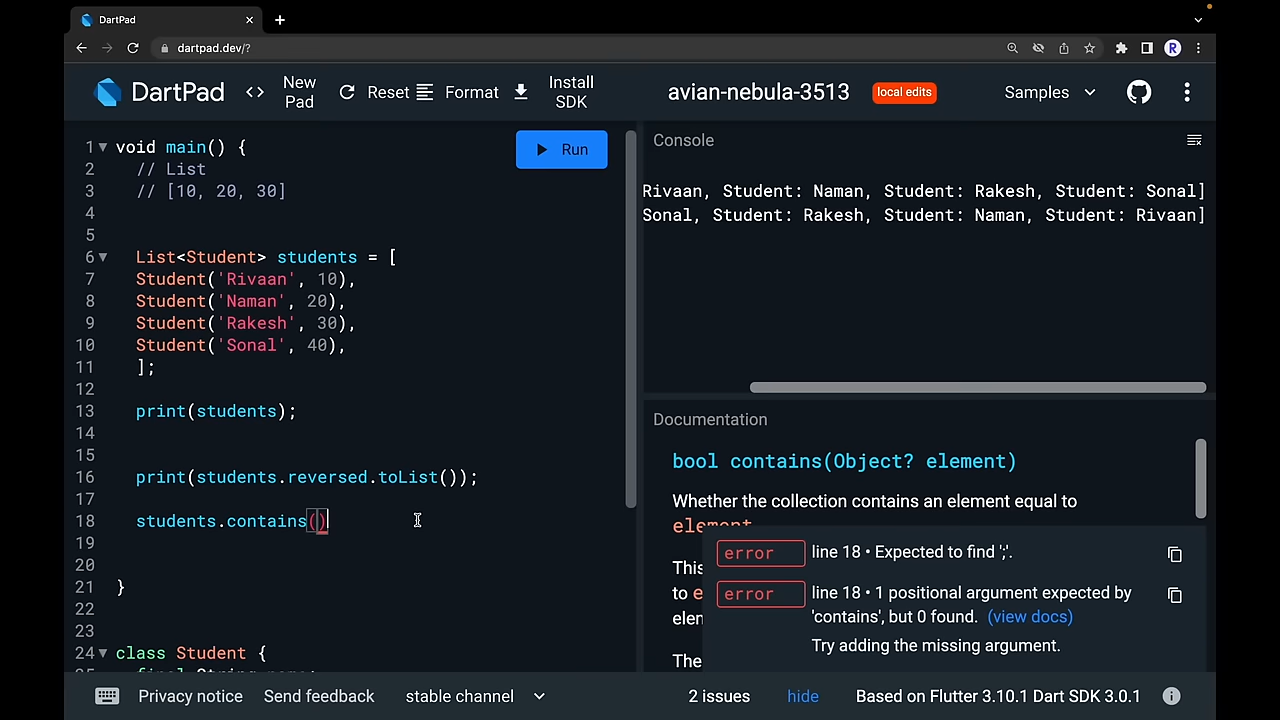 DartPad
dartpad.dev/?
R
DartPad
<>
New Pad
Reset
Format
Install SDK
avian-nebula-3513
local edits
Samples
1 void main() {
2 // List
3 // [10, 20, 30]
4
5
6 List<Student> students = [
7 Student('Rivaan', 10),
8 Student('Naman', 20),
9 Student('Rakesh', 30),
10 Student('Sonal', 40),
11 ];
12
13 print(students);
14
15
16 print(students.reversed.toList());
17
18 students.contains()
19
20
21 }
22
23
24 class Student {
Run
Console
Rivaan, Student: Naman, Student: Rakesh, Student: Sonal]
Sonal, Student: Rakesh, Student: Naman, Student: Rivaan]
Documentation
bool contains(Object? element)
Whether the collection contains an element equal to
element
This
to e
elem
The
error line 18 • Expected to find ';'.
error line 18 • 1 positional argument expected by
'contains', but 0 found. (view docs)
Try adding the missing argument.
Privacy notice
Send feedback
stable channel
2 issues
hide
Based on Flutter 3.10.1 Dart SDK 3.0.1